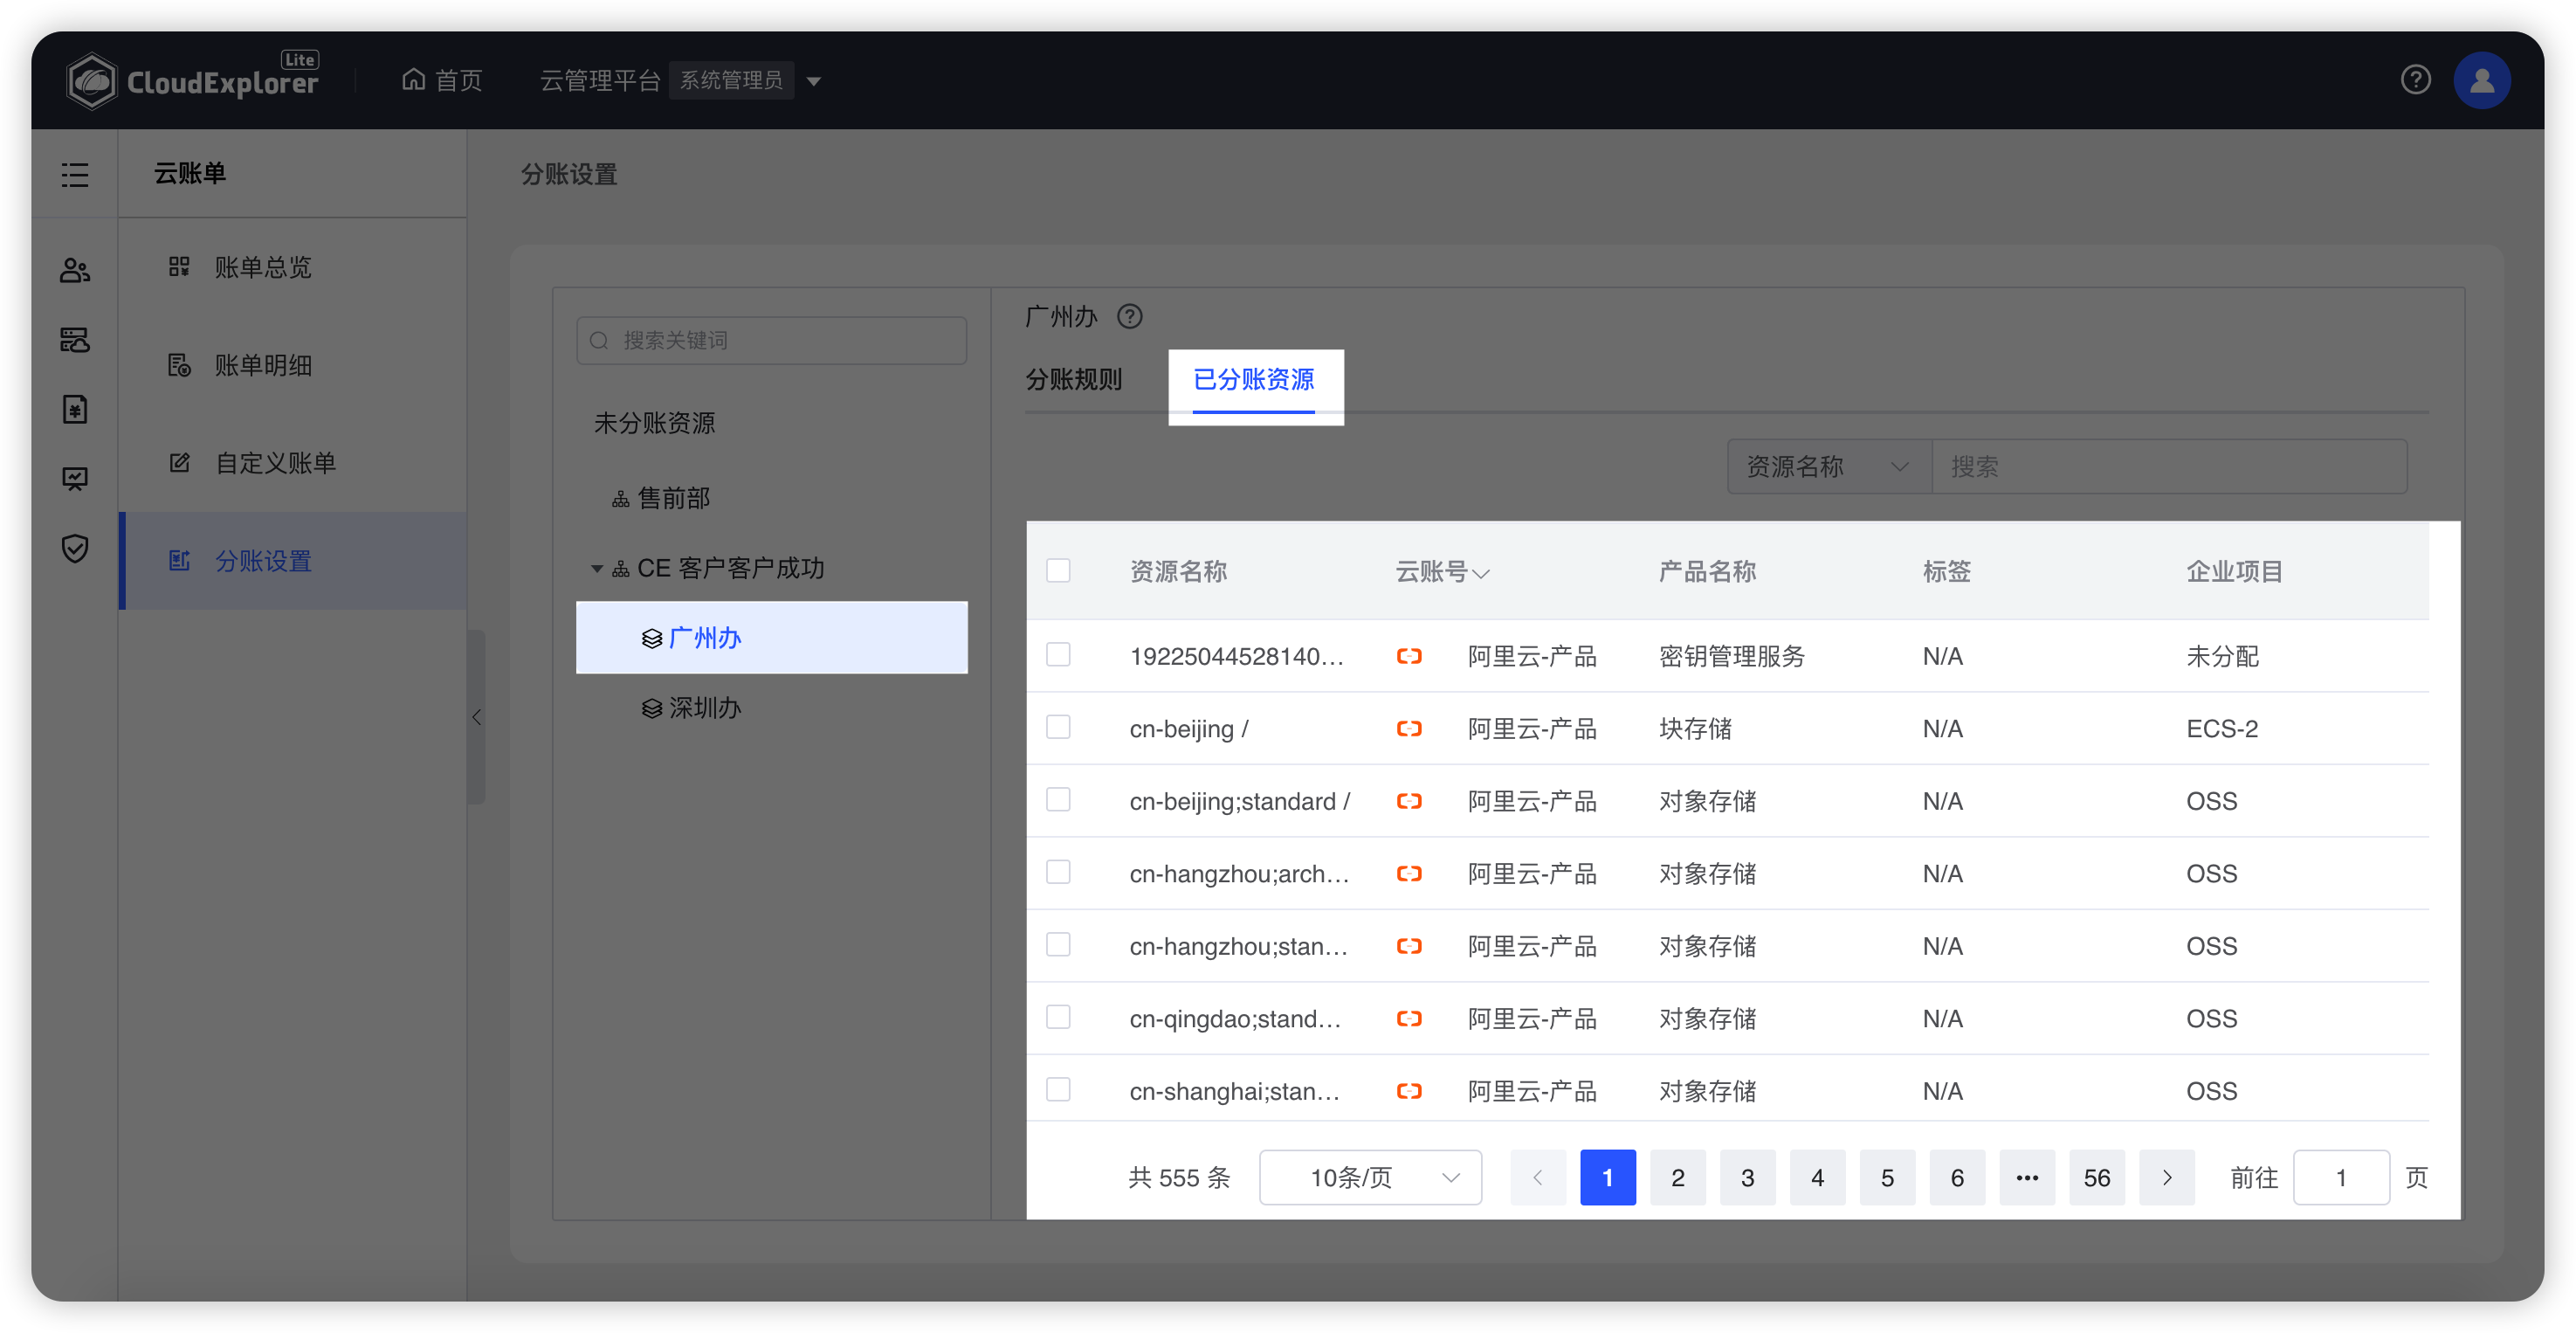 CloudExplorer Lite
首页
云管理平台 系统管理员
云账单
账单总览
账单明细
自定义账单
分账设置
分账设置
搜索关键词
未分账资源
售前部
CE 客户客户成功
广州办
深圳办
广州办
分账规则 已分账资源
资源名称 搜索
资源名称 云账号 产品名称 标签 企业项目
19225044528140... 阿里云-产品 密钥管理服务 N/A 未分配
cn-beijing / 阿里云-产品 块存储 N/A ECS-2
cn-beijing;standard / 阿里云-产品 对象存储 N/A OSS
cn-hangzhou;arch... 阿里云-产品 对象存储 N/A OSS
cn-hangzhou;stan... 阿里云-产品 对象存储 N/A OSS
cn-qingdao;stand... 阿里云-产品 对象存储 N/A OSS
cn-shanghai;stan... 阿里云-产品 对象存储 N/A OSS
共 555 条 10条/页 1 2 3 4 5 6 ••• 56 前往 1 页